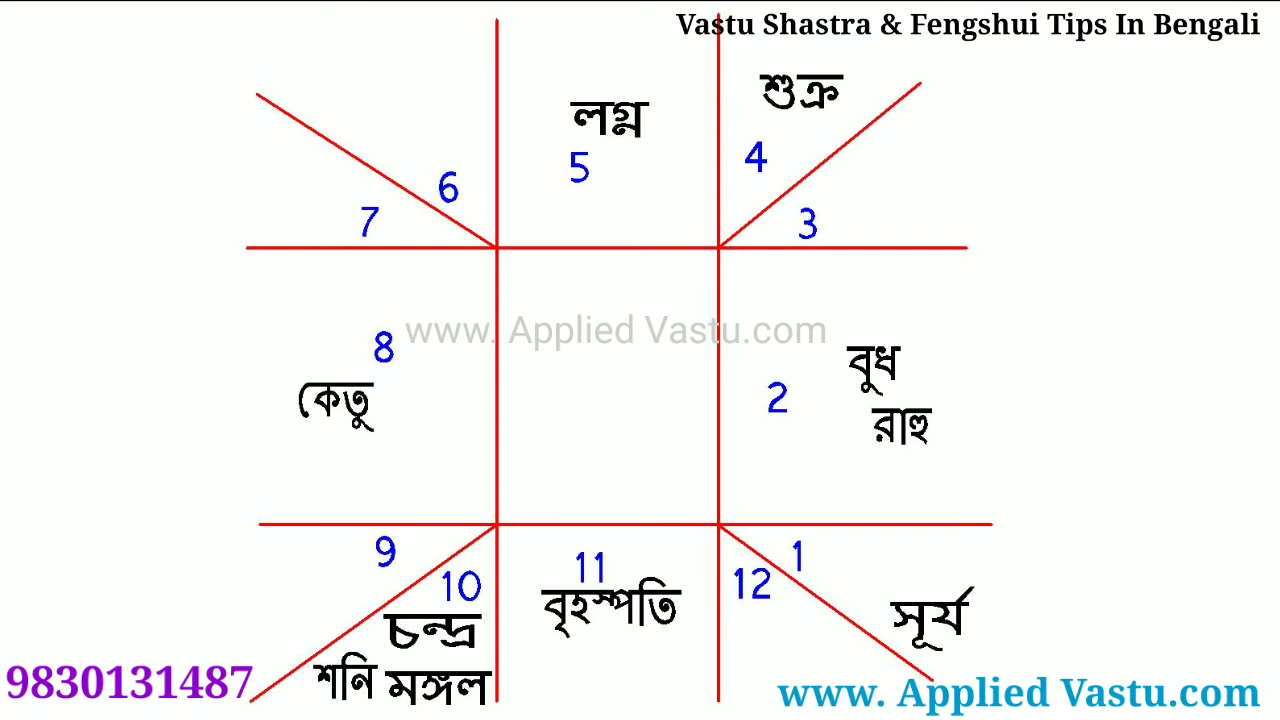 Vastu Shastra & Fengshui Tips In Bengali
শুক্র
লগ্ন
4
5
6
7
3
www. Applied Vastu.com
8
বুধ
2
কেতু
রাহু
9
1
11
10
12
বৃহস্পতি
সূর্য
চন্দ্র
শনি মঙ্গল
9830131487
www. Applied Vastu.com